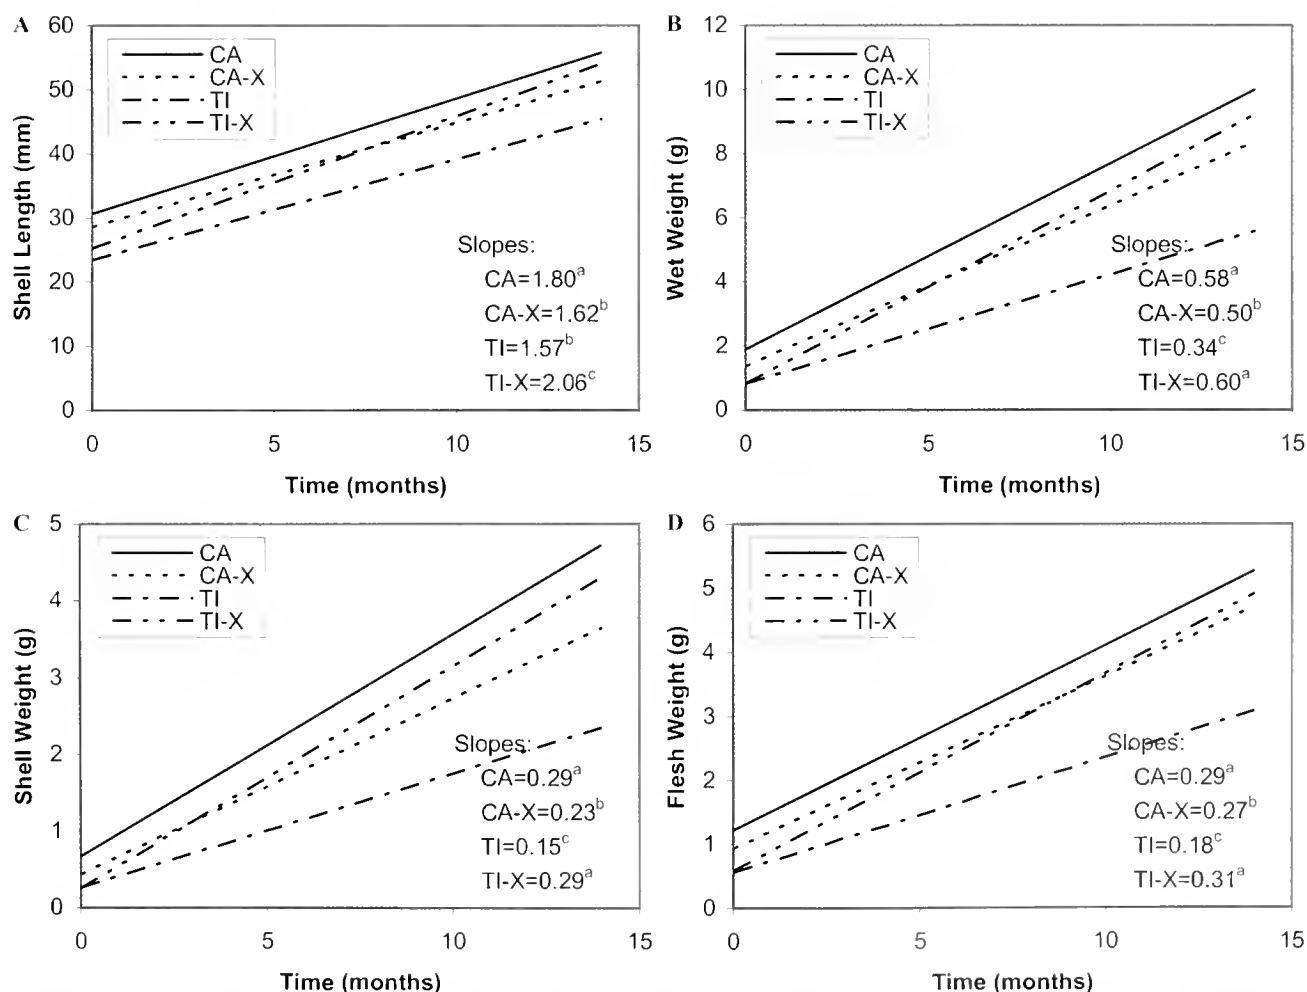 A
60
50
40
30
20
10
0
Shell Length (mm)
CA
CA-X
TI
TI-X
Slopes:
CA=1.80ᵃ
CA-X=1.62ᵇ
TI=1.57ᵇ
TI-X=2.06ᶜ
0 5 10 15
Time (months)
B
12
10
8
6
4
2
0
Wet Weight (g)
CA
CA-X
TI
TI-X
Slopes:
CA=0.58ᵃ
CA-X=0.50ᵇ
TI=0.34ᶜ
TI-X=0.60ᵃ
0 5 10 15
Time (months)
C
5
4
3
2
1
0
Shell Weight (g)
CA
CA-X
TI
TI-X
Slopes:
CA=0.29ᵃ
CA-X=0.23ᵇ
TI=0.15ᶜ
TI-X=0.29ᵃ
0 5 10 15
Time (months)
D
6
5
4
3
2
1
0
Flesh Weight (g)
CA
CA-X
TI
TI-X
Slopes:
CA=0.29ᵃ
CA-X=0.27ᵇ
TI=0.18ᶜ
TI-X=0.31ᵃ
0 5 10 15
Time (months)